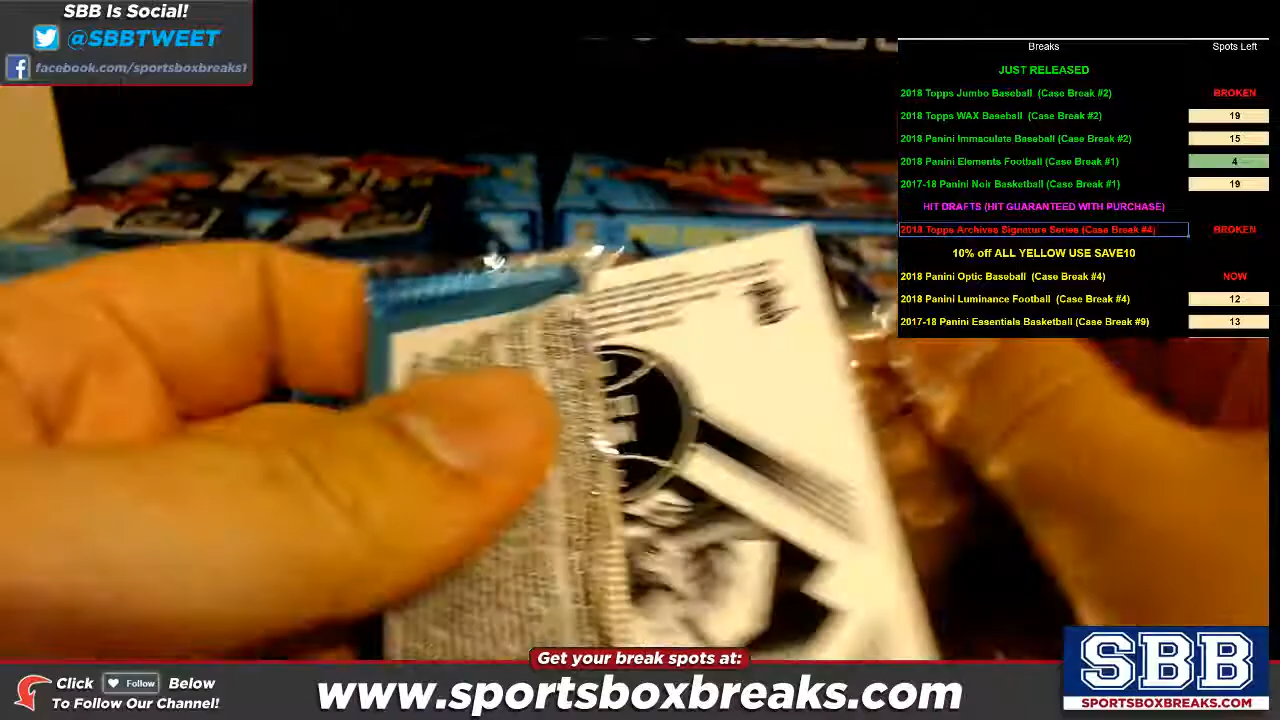 SBB Is Social!
@SBBTWEET
facebook.com/sportsboxbreaks1
Breaks Spots Left
JUST RELEASED
2018 Topps Jumbo Baseball (Case Break #2) BROKEN
2018 Topps WAX Baseball (Case Break #2) 19
2018 Panini Immaculate Baseball (Case Break #2) 15
2018 Panini Elements Football (Case Break #1) 4
2017-18 Panini Noir Basketball (Case Break #1) 19
HIT DRAFTS (HIT GUARANTEED WITH PURCHASE)
2018 Topps Archives Signature Series (Case Break #4) BROKEN
10% off ALL YELLOW USE SAVE10
2018 Panini Optic Baseball (Case Break #4) NOW
2018 Panini Luminance Football (Case Break #4) 12
2017-18 Panini Essentials Basketball (Case Break #9) 13
Get your break spots at:
Click Follow Below
To Follow Our Channel!
www.sportsboxbreaks.com
SBB
SPORTSBOXBREAKS.COM